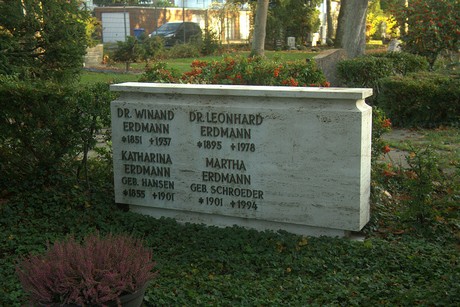 DR. WINAND
ERDMANN
*1851 +1937
KATHARINA
ERDMANN
GEB. HANSEN
*1855 +1901
DR. LEONHARD
ERDMANN
*1895 +1978
MARTHA
ERDMANN
GEB. SCHROEDER
*1901 +1994